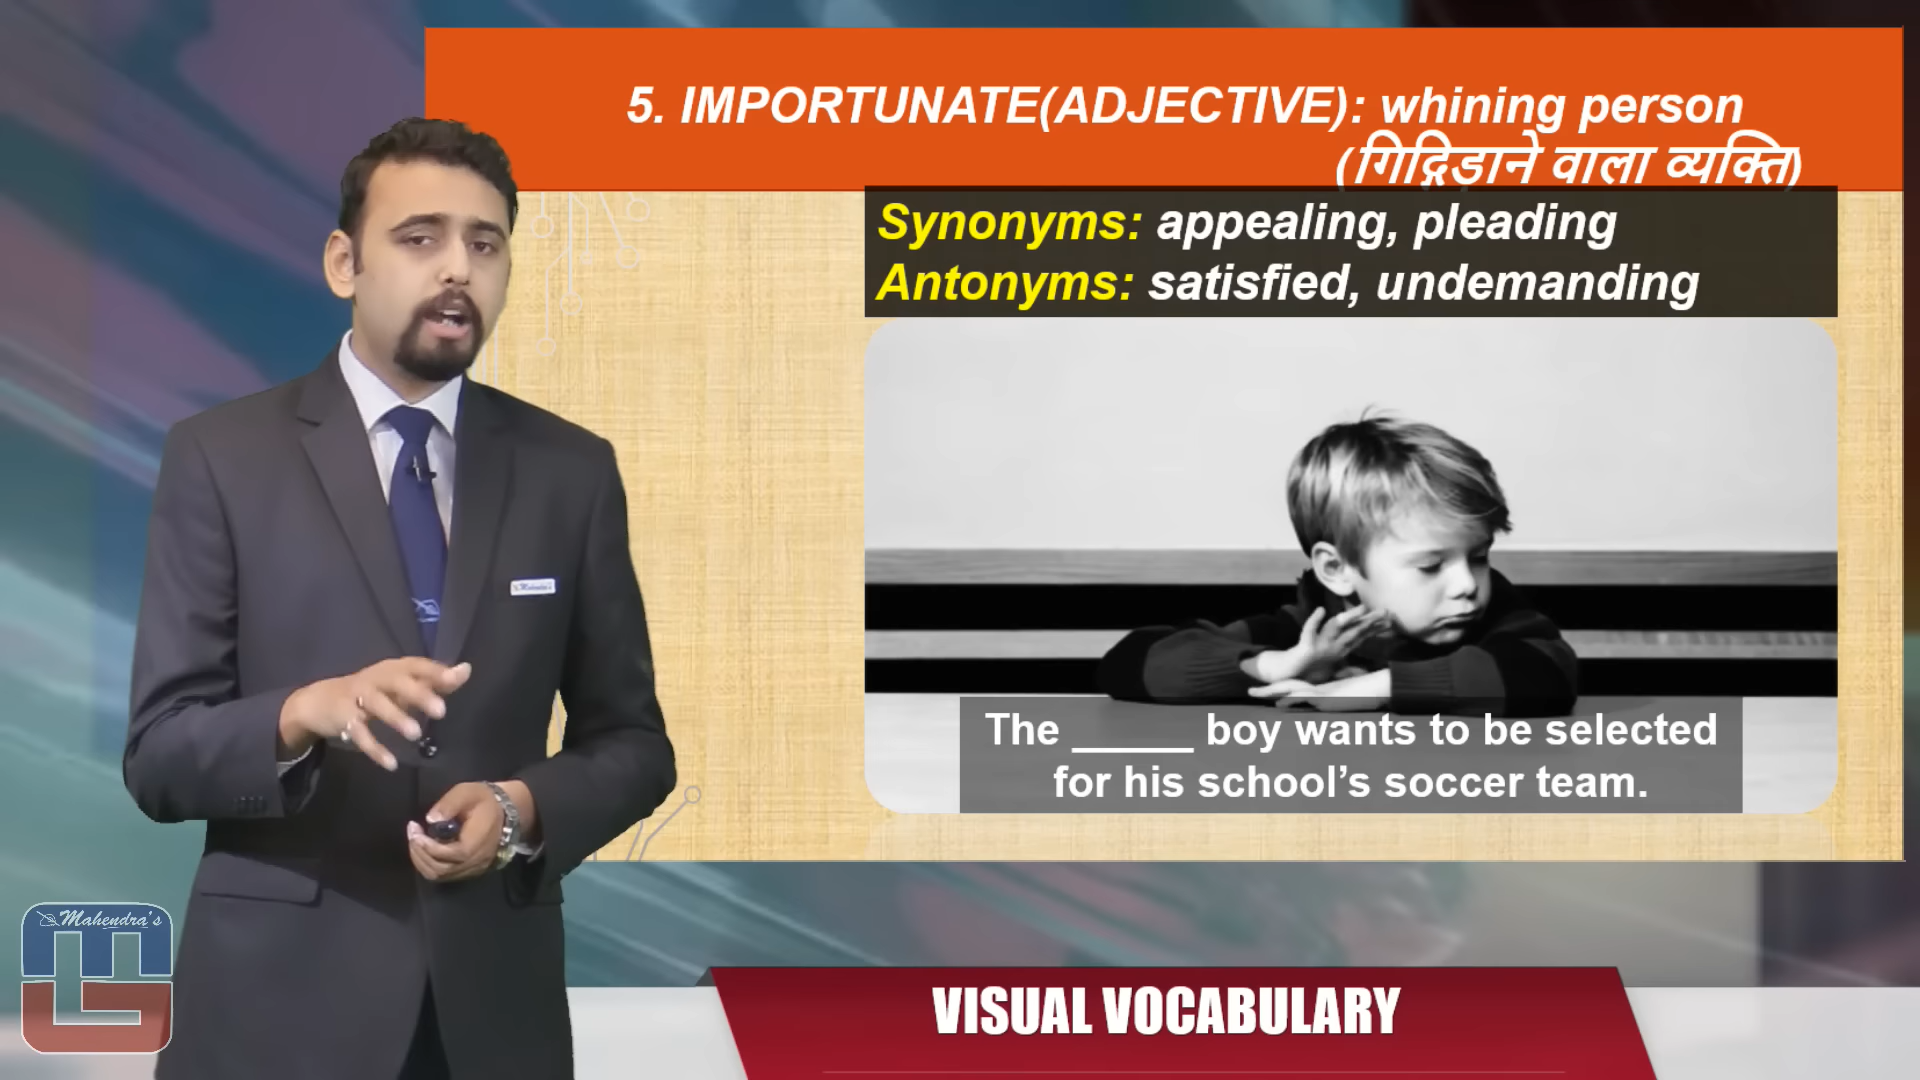 5. IMPORTUNATE(ADJECTIVE): whining person
(गिद्गिड़ाने वाला व्यक्ति)
Synonyms: appealing, pleading
Antonyms: satisfied, undemanding
The _____ boy wants to be selected
for his school’s soccer team.
Mahendra's
Mahendra's
VISUAL VOCABULARY